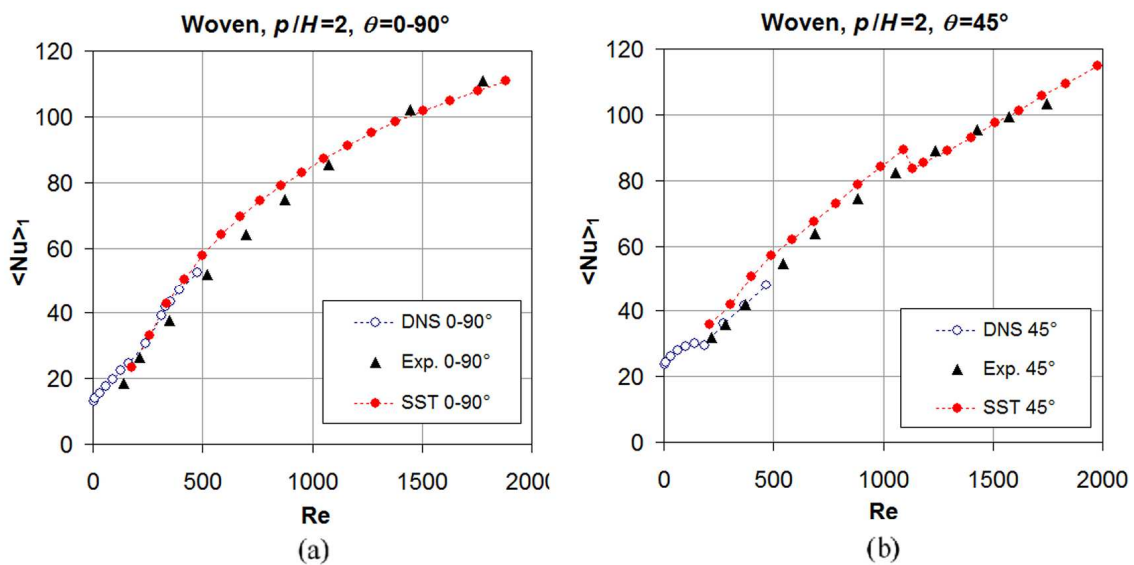 Woven, p/H=2, θ=0-90°
120
100
80
60
40
20
0
<Nu>1
0
500
1000
1500
2000
Re
DNS 0-90°
Exp. 0-90°
SST 0-90°
(a)
Woven, p/H=2, θ=45°
120
100
80
60
40
20
0
<Nu>1
0
500
1000
1500
2000
Re
DNS 45°
Exp. 45°
SST 45°
(b)